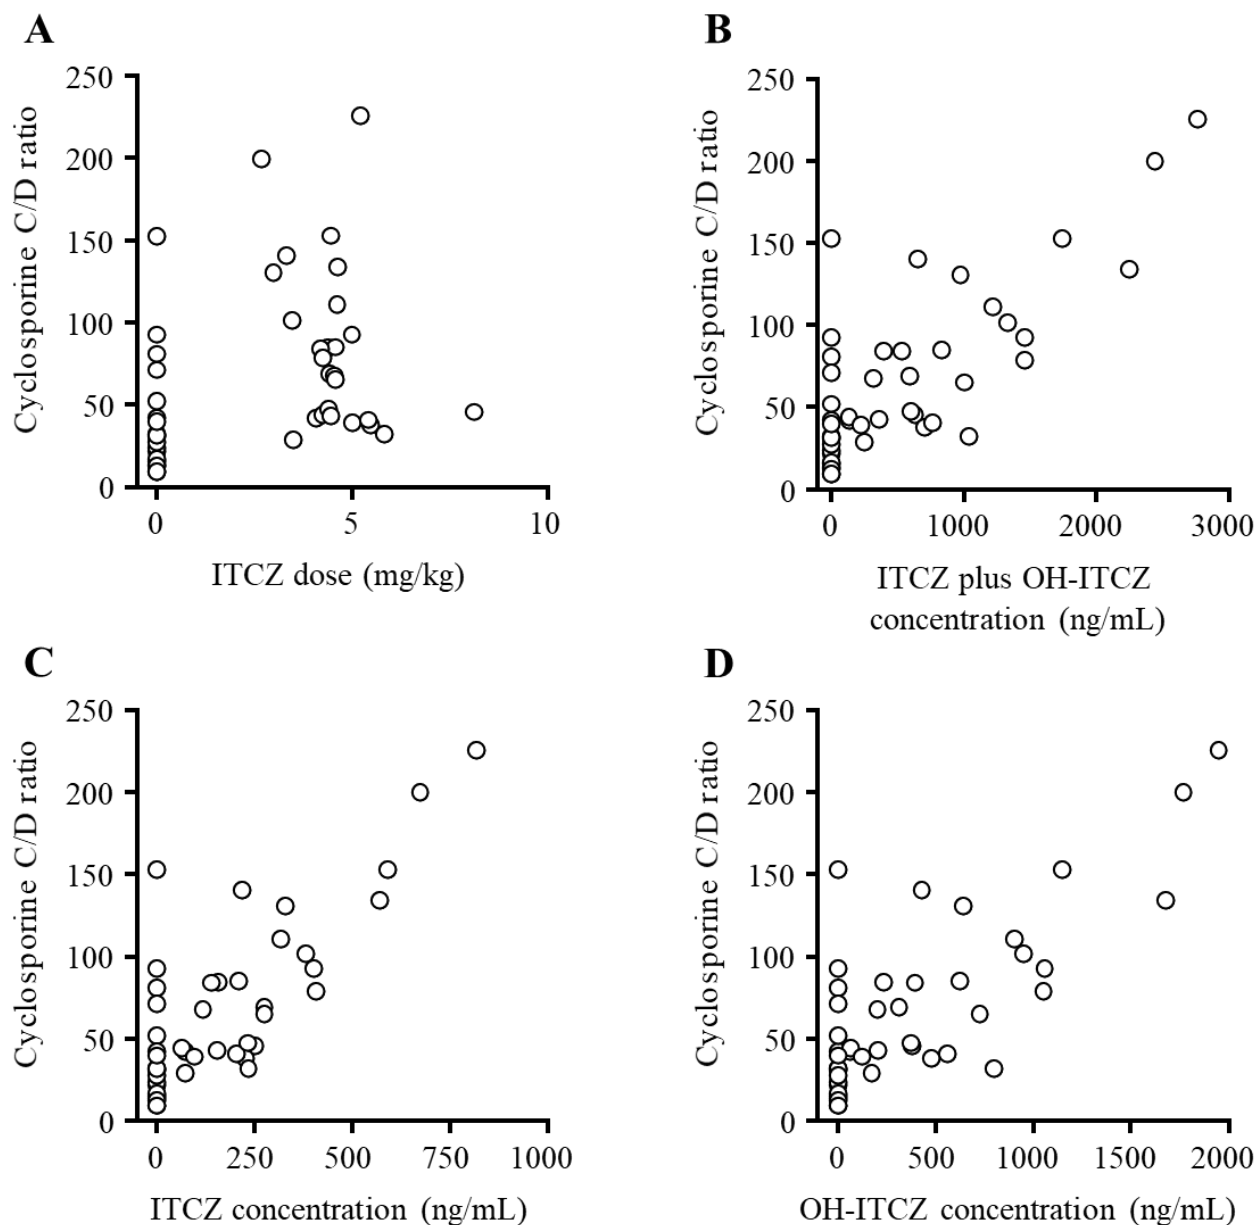 A
Cyclosporine C/D ratio
250
200
150
100
50
0
0 5 10
ITCZ dose (mg/kg)
B
Cyclosporine C/D ratio
250
200
150
100
50
0
0 1000 2000 3000
ITCZ plus OH-ITCZ
concentration (ng/mL)
C
Cyclosporine C/D ratio
250
200
150
100
50
0
0 250 500 750 1000
ITCZ concentration (ng/mL)
D
Cyclosporine C/D ratio
250
200
150
100
50
0
0 500 1000 1500 2000
OH-ITCZ concentration (ng/mL)